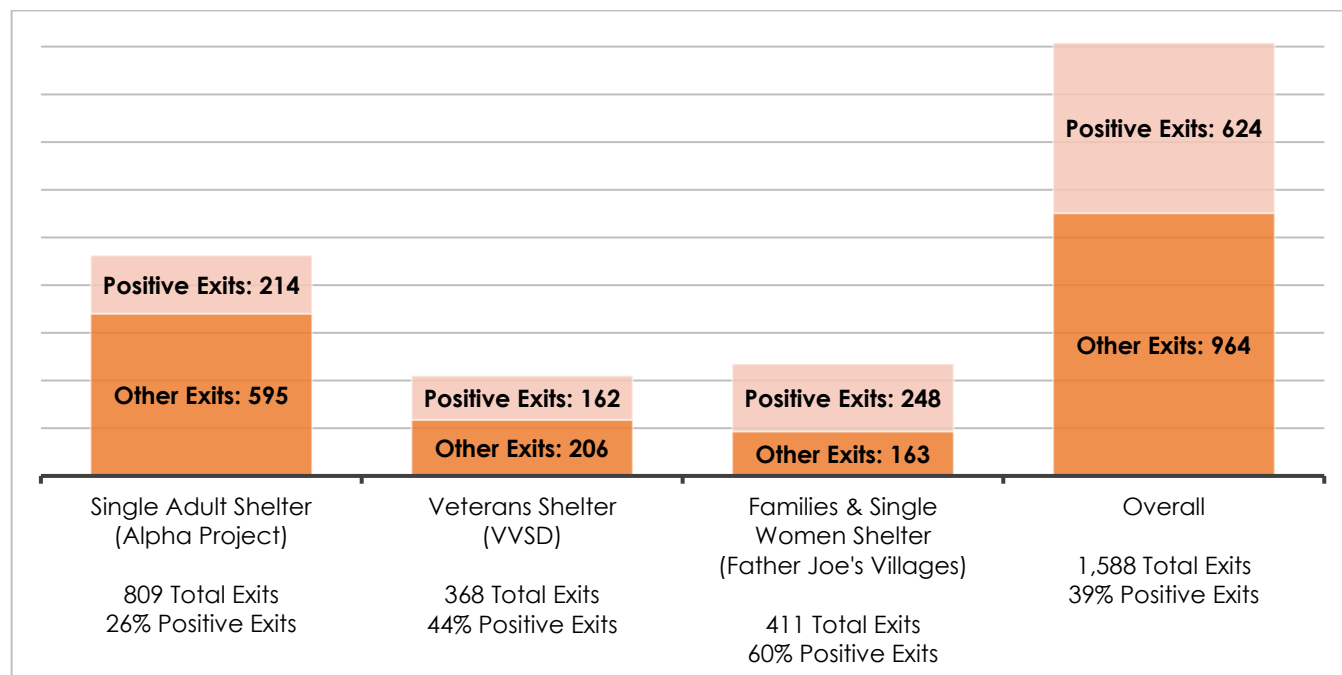 Positive Exits: 624
Positive Exits: 214
Other Exits: 964
Other Exits: 595
Positive Exits: 162
Positive Exits: 248
Other Exits: 206
Other Exits: 163
Single Adult Shelter
(Alpha Project)
809 Total Exits
26% Positive Exits
Veterans Shelter
(VVSD)
368 Total Exits
44% Positive Exits
Families & Single
Women Shelter
(Father Joe's Villages)
411 Total Exits
60% Positive Exits
Overall
1,588 Total Exits
39% Positive Exits